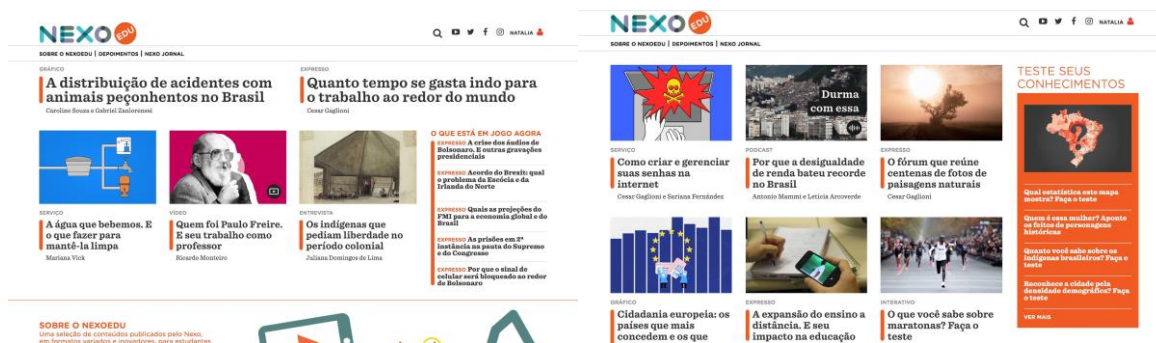 NEXO EDU
NATALIA
SOBRE O NEXOEDU | DEPOIMENTOS | NEXO JORNAL
GRÁFICO
A distribuição de acidentes com
animais peçonhentos no Brasil
Caroline Souza e Gabriel Zanlorenssi
EXPRESSO
Quanto tempo se gasta indo para
o trabalho ao redor do mundo
Cesar Gaglioni
SERVIÇO
A água que bebemos. E
o que fazer para
mantê-la limpa
Mariana Vick
VÍDEO
Quem foi Paulo Freire.
E seu trabalho como
professor
Ricardo Monteiro
ENTREVISTA
Os indígenas que
pediam liberdade no
período colonial
Juliana Domingos de Lima
O QUE ESTÁ EM JOGO AGORA
EXPRESSO A crise dos áudios de
Bolsonaro. E outras gravações
presidenciais
EXPRESSO Acordo do Brexit: qual
o problema da Escócia e da
Irlanda do Norte
EXPRESSO Quais as projeções do
FMI para a economia global e do
Brasil
EXPRESSO As prisões em 2ª
instância na pauta do Supremo
e do Congresso
EXPRESSO Por que o sinal de
celular será bloqueado ao redor
de Bolsonaro
SOBRE O NEXOEDU
Uma seleção de conteúdos publicados pelo Nexo,
em formatos variados e inovadores, para estudantes
NEXO EDU
NATALIA
SOBRE O NEXOEDU | DEPOIMENTOS | NEXO JORNAL
SERVIÇO
Como criar e gerenciar
suas senhas na
internet
Cesar Gaglioni e Sariana Fernández
Durma
com essa
PODCAST
Por que a desigualdade
de renda bateu recorde
no Brasil
Antonio Mammi e Letícia Arcoverde
EXPRESSO
O fórum que reúne
centenas de fotos de
paisagens naturais
Cesar Gaglioni
GRÁFICO
Cidadania europeia: os
países que mais
concedem e os que
EXPRESSO
A expansão do ensino a
distância. E seu
impacto na educação
INTERATIVO
O que você sabe sobre
maratonas? Faça o
teste
TESTE SEUS
CONHECIMENTOS
?
Qual estatística este mapa
mostra? Faça o teste
Quem é essa mulher? Aponte
os feitos de personagens
históricas
Quanto você sabe sobre os
indígenas brasileiros? Faça o
teste
Reconhece a cidade pela
densidade demográfica? Faça
o teste
VER MAIS